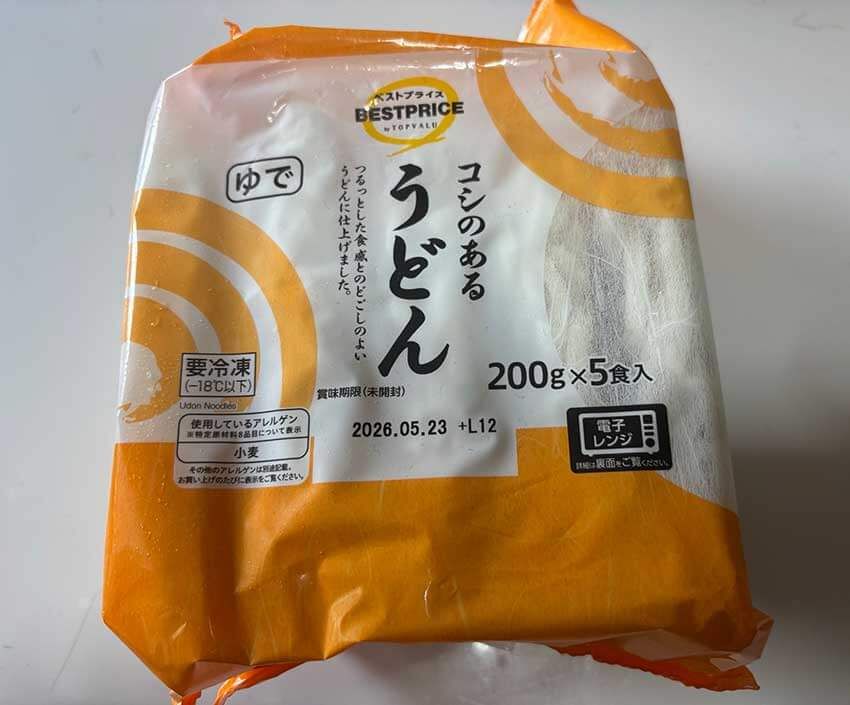 ベストプライス
BESTPRICE
by TOPVALU
ゆで
コシのある
うどん
つるっとした食感とのどごしのよい
うどんに仕上げました。
要冷凍
(-18℃以下)
Udon Noodles
使用しているアレルゲン
※特定原材料8品目について表示
小麦
その他のアレルゲンは別途記載。
お買い上げのたびに表示をご覧ください。
200g×5食入
賞味期限(未開封)
2026.05.23 +L12
電子
レンジ
詳細は裏面をご覧ください。